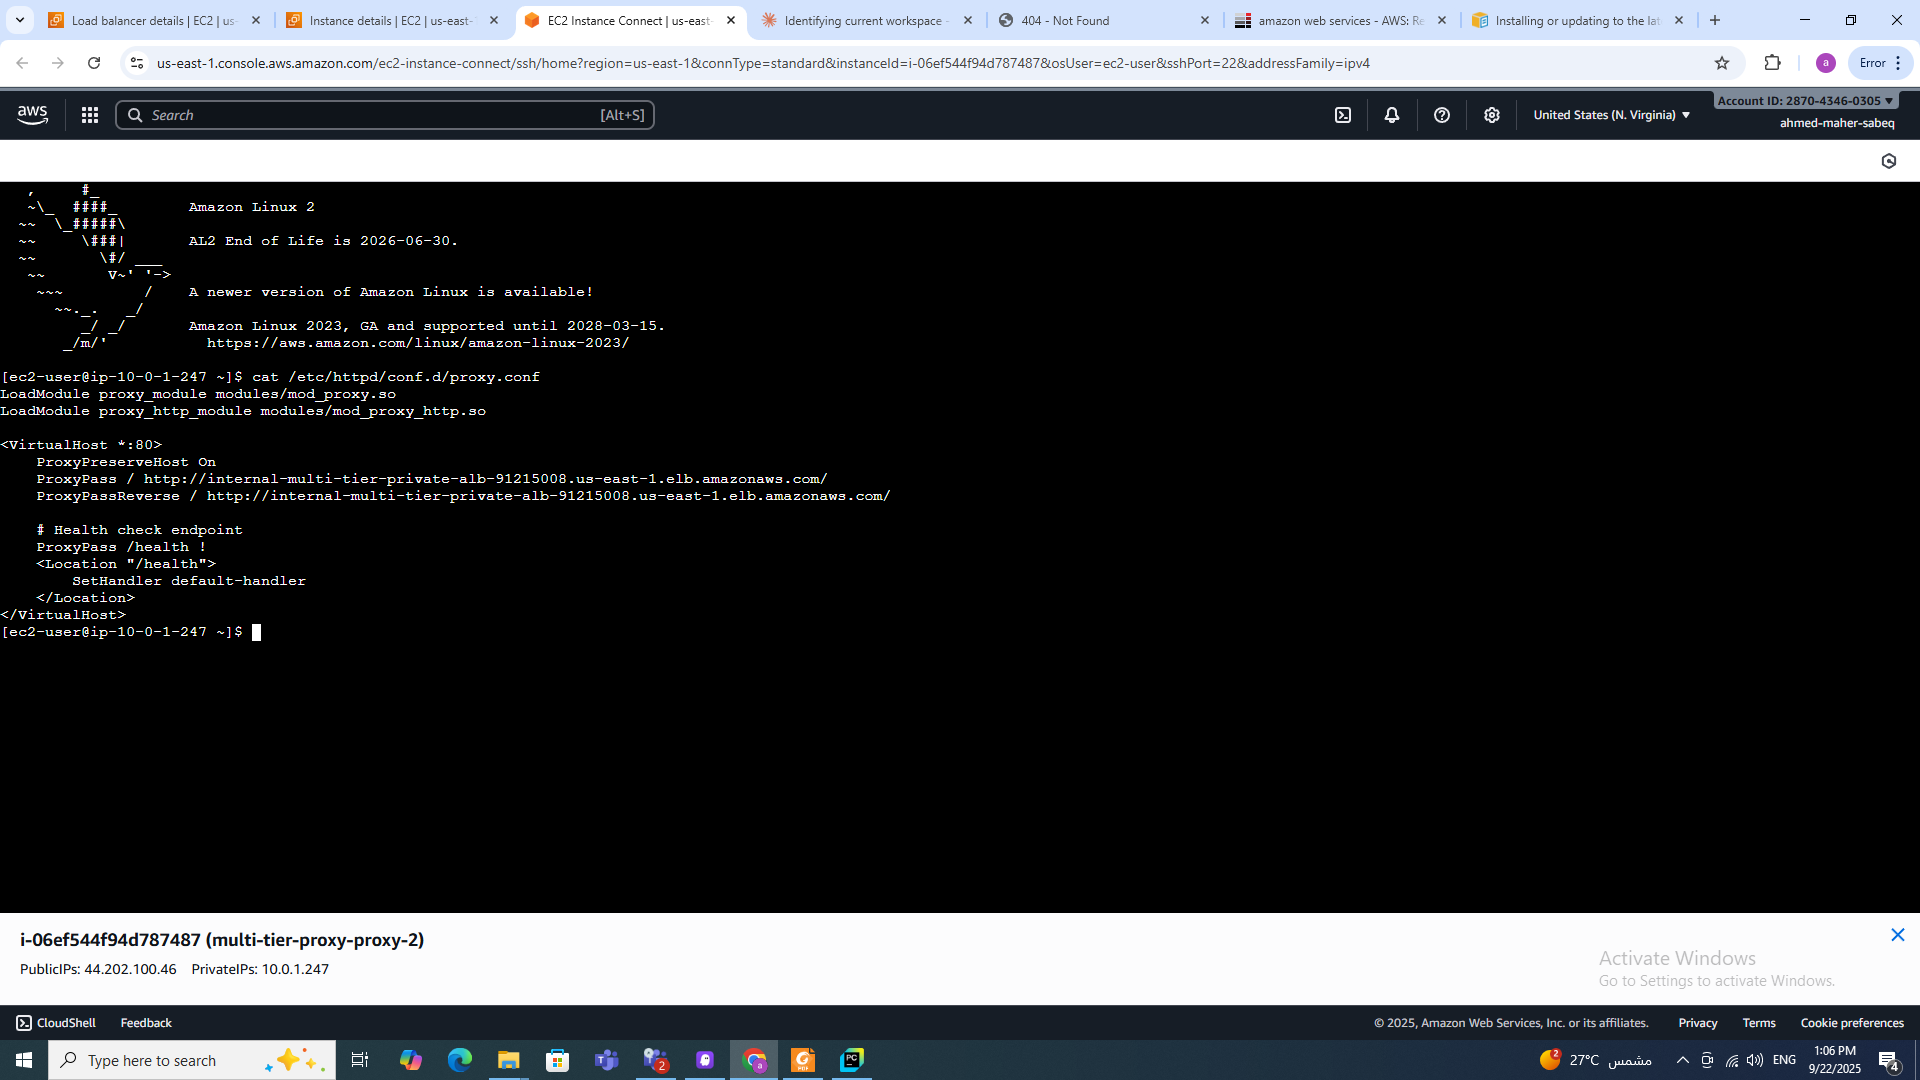 Load balancer details | EC2 | us-
Instance details | EC2 | us-east-
EC2 Instance Connect | us-east-
Identifying current workspace -
404 - Not Found
amazon web services - AWS: Re
Installing or updating to the lat
us-east-1.console.aws.amazon.com/ec2-instance-connect/ssh/home?region=us-east-1&connType=standard&instanceId=i-06ef544f94d787487&osUser=ec2-user&sshPort=22&addressFamily=ipv4
a
Error
aws
Search
[Alt+S]
United States (N. Virginia)
Account ID: 2870-4346-0305
ahmed-maher-sabeq
   ,     #_
   ~\_  ####_        Amazon Linux 2
  ~~  \_#####\
  ~~     \###|       AL2 End of Life is 2026-06-30.
  ~~       \#/ ___
   ~~       V~' '->
    ~~~         /    A newer version of Amazon Linux is available!
      ~~._.   _/
         _/ _/       Amazon Linux 2023, GA and supported until 2028-03-15.
       _/m/'           https://aws.amazon.com/linux/amazon-linux-2023/
[ec2-user@ip-10-0-1-247 ~]$ cat /etc/httpd/conf.d/proxy.conf
LoadModule proxy_module modules/mod_proxy.so
LoadModule proxy_http_module modules/mod_proxy_http.so
<VirtualHost *:80>
    ProxyPreserveHost On
    ProxyPass / http://internal-multi-tier-private-alb-91215008.us-east-1.elb.amazonaws.com/
    ProxyPassReverse / http://internal-multi-tier-private-alb-91215008.us-east-1.elb.amazonaws.com/
    # Health check endpoint
    ProxyPass /health !
    <Location "/health">
        SetHandler default-handler
    </Location>
</VirtualHost>
[ec2-user@ip-10-0-1-247 ~]$
i-06ef544f94d787487 (multi-tier-proxy-proxy-2)
PublicIPs: 44.202.100.46 PrivateIPs: 10.0.1.247
Activate Windows
Go to Settings to activate Windows.
CloudShell
Feedback
© 2025, Amazon Web Services, Inc. or its affiliates.
Privacy
Terms
Cookie preferences
Type here to search
2
a
PDF
PC
2
27°C مشمس
ENG
1:06 PM
9/22/2025
4